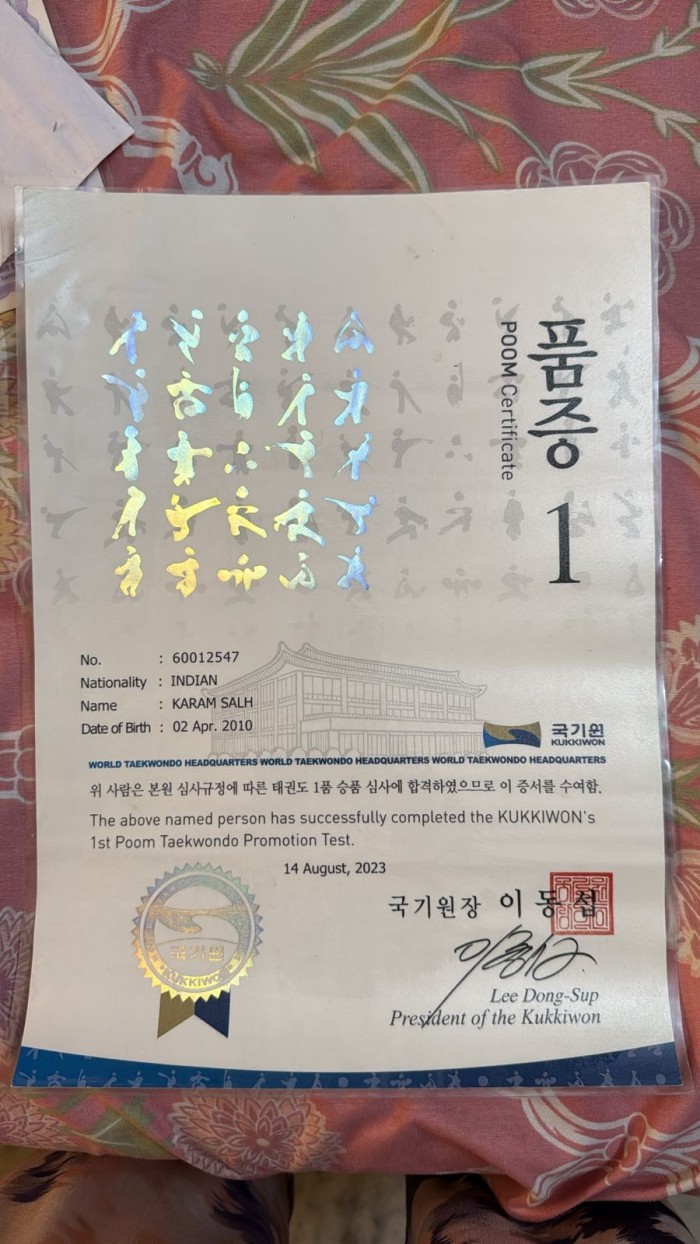 품증
POOM Certificate
1
No. : 60012547
Nationality : INDIAN
Name : KARAM SALH
Date of Birth : 02 Apr. 2010
국기원
KUKKIWON
WORLD TAEKWONDO HEADQUARTERS WORLD TAEKWONDO HEADQUARTERS WORLD TAEKWONDO HEADQUARTERS
위 사람은 본원 심사규정에 따른 태권도 1품 승품 심사에 합격하였으므로 이 증서를 수여함.
The above named person has successfully completed the KUKKIWON's
1st Poom Taekwondo Promotion Test.
14 August, 2023
국기원장 이동섭
국기원
KUKKIWON
Lee Dong-Sup
President of the Kukkiwon